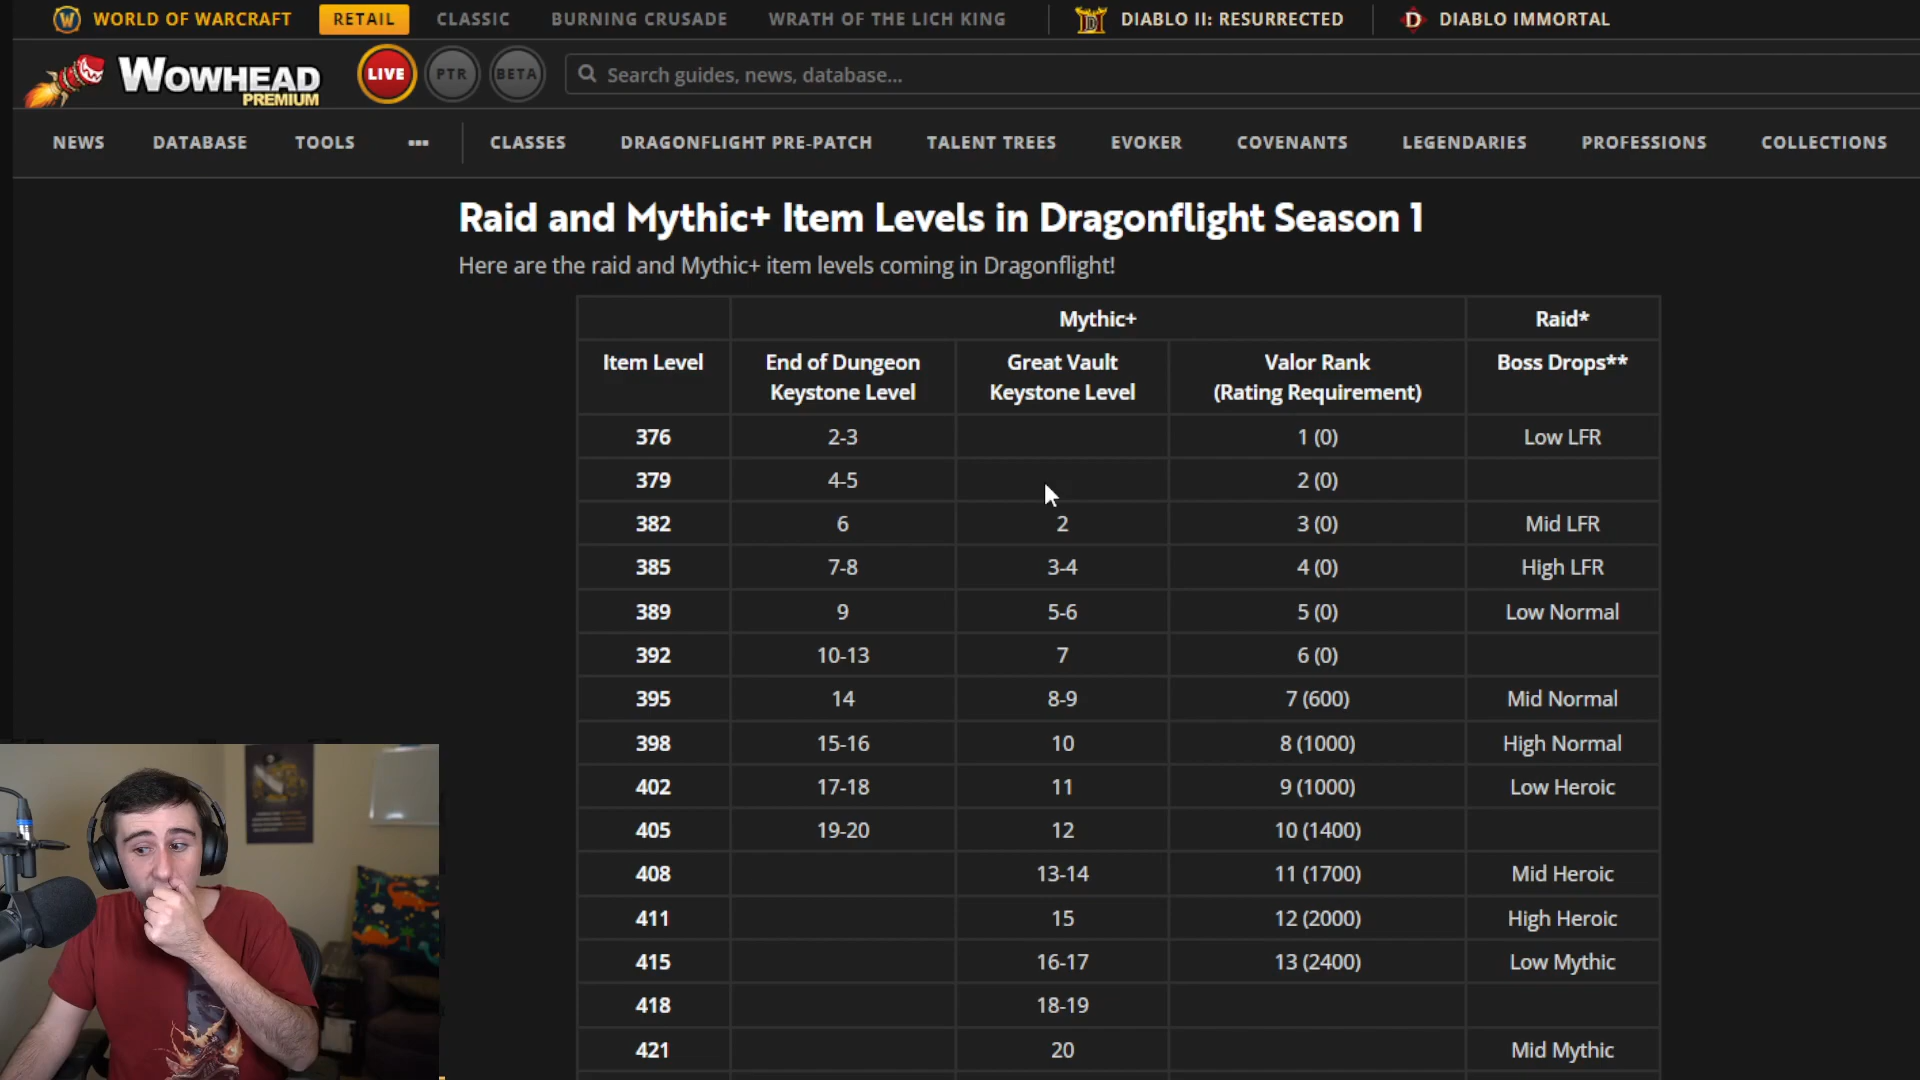 WORLD OF WARCRAFT RETAIL CLASSIC BURNING CRUSADE WRATH OF THE LICH KING DIABLO II: RESURRECTED DIABLO IMMORTAL
WOWHEAD PREMIUM LIVE PTR BETA Search guides, news, database...
NEWS DATABASE TOOLS ... CLASSES DRAGONFLIGHT PRE-PATCH TALENT TREES EVOKER COVENANTS LEGENDARIES PROFESSIONS COLLECTIONS
Raid and Mythic+ Item Levels in Dragonflight Season 1
Here are the raid and Mythic+ item levels coming in Dragonflight!
Mythic+ Raid*
Item Level End of Dungeon Keystone Level Great Vault Keystone Level Valor Rank (Rating Requirement) Boss Drops**
376 2-3 1 (0) Low LFR
379 4-5 2 (0)
382 6 2 3 (0) Mid LFR
385 7-8 3-4 4 (0) High LFR
389 9 5-6 5 (0) Low Normal
392 10-13 7 6 (0)
395 14 8-9 7 (600) Mid Normal
398 15-16 10 8 (1000) High Normal
402 17-18 11 9 (1000) Low Heroic
405 19-20 12 10 (1400)
408 13-14 11 (1700) Mid Heroic
411 15 12 (2000) High Heroic
415 16-17 13 (2400) Low Mythic
418 18-19
421 20 Mid Mythic